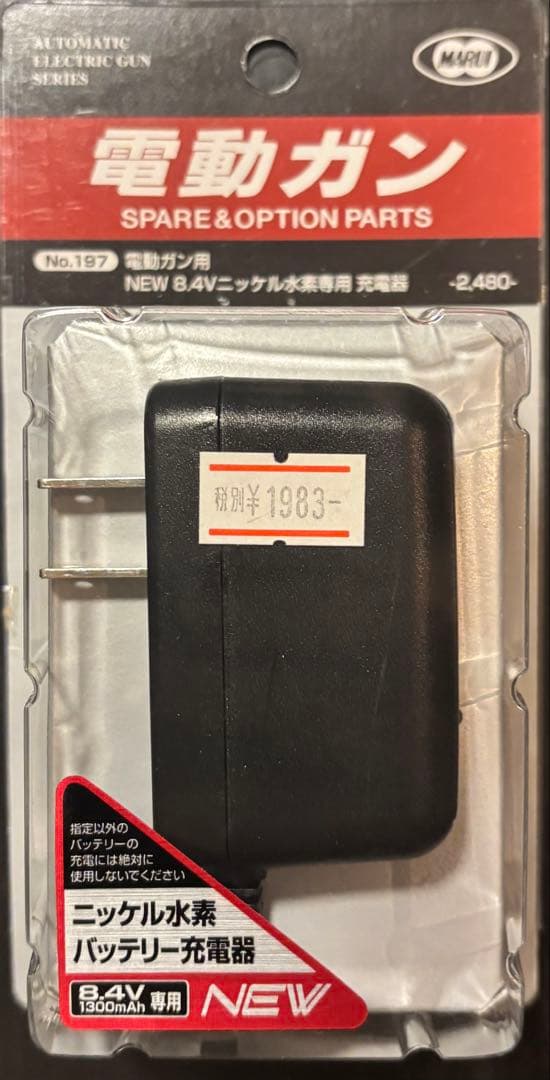 AUTOMATIC
ELECTRIC GUN
SERIES
MARUI
電動ガン
SPARE&OPTION PARTS
No.197 電動ガン用
NEW 8.4Vニッケル水素専用 充電器 -2,480-
税別¥1983-
指定以外の
バッテリーの
充電には絶対に
使用しないでください
ニッケル水素
バッテリー充電器
8.4V
1300mAh 専用 NEW